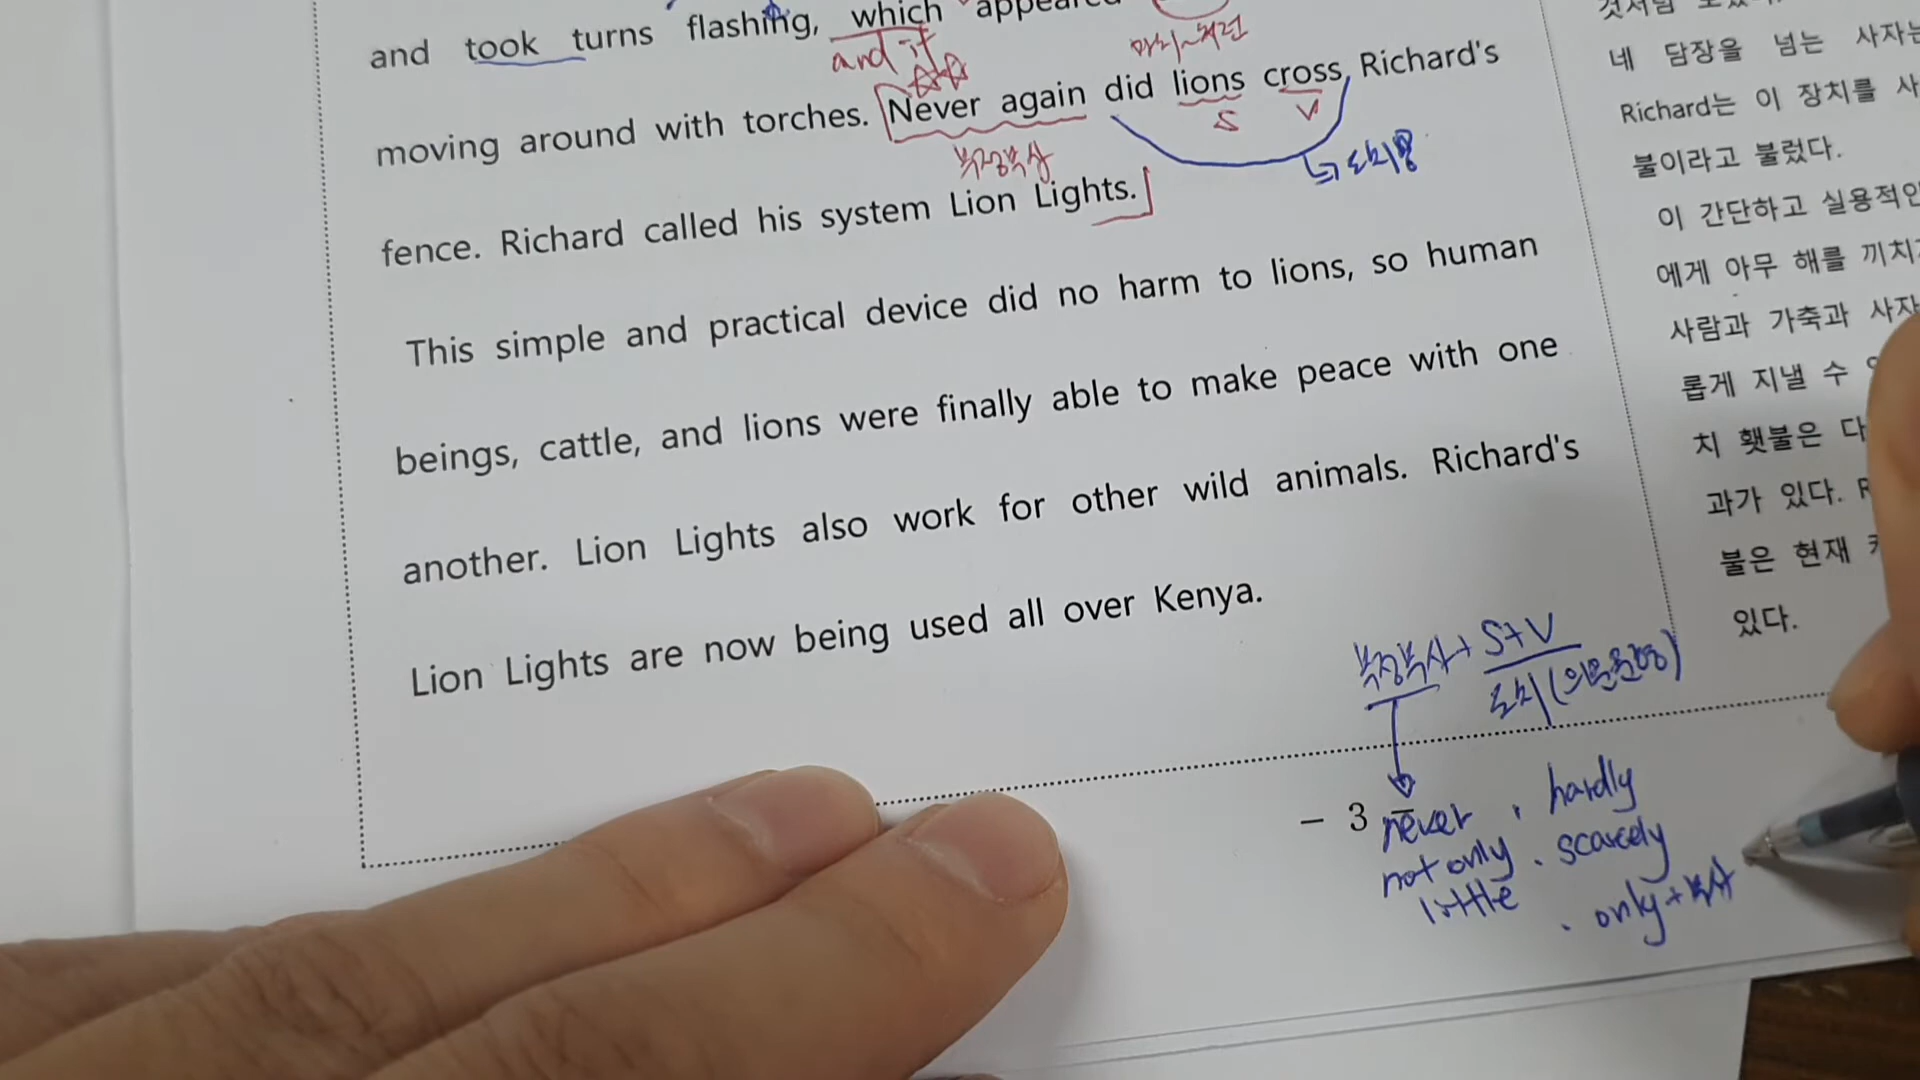 and took turns flashing, which appeared
and it
마치~처럼
moving around with torches. Never again did lions cross Richard's
S V
부정부사
도치
fence. Richard called his system Lion Lights.
This simple and practical device did no harm to lions, so human
beings, cattle, and lions were finally able to make peace with one
another. Lion Lights also work for other wild animals. Richard's
Lion Lights are now being used all over Kenya.
부정부사 + S+V
도치(의문문
- 3
never , hardly
not only . scarcely
little . only+부사
네 담장을 넘는 사자는
Richard는 이 장치를 사
불이라고 불렀다.
이 간단하고 실용적인
에게 아무 해를 끼치지
사람과 가축과 사자
롭게 지낼 수
치 횃불은 다
과가 있다. R
불은 현재 케
있다.